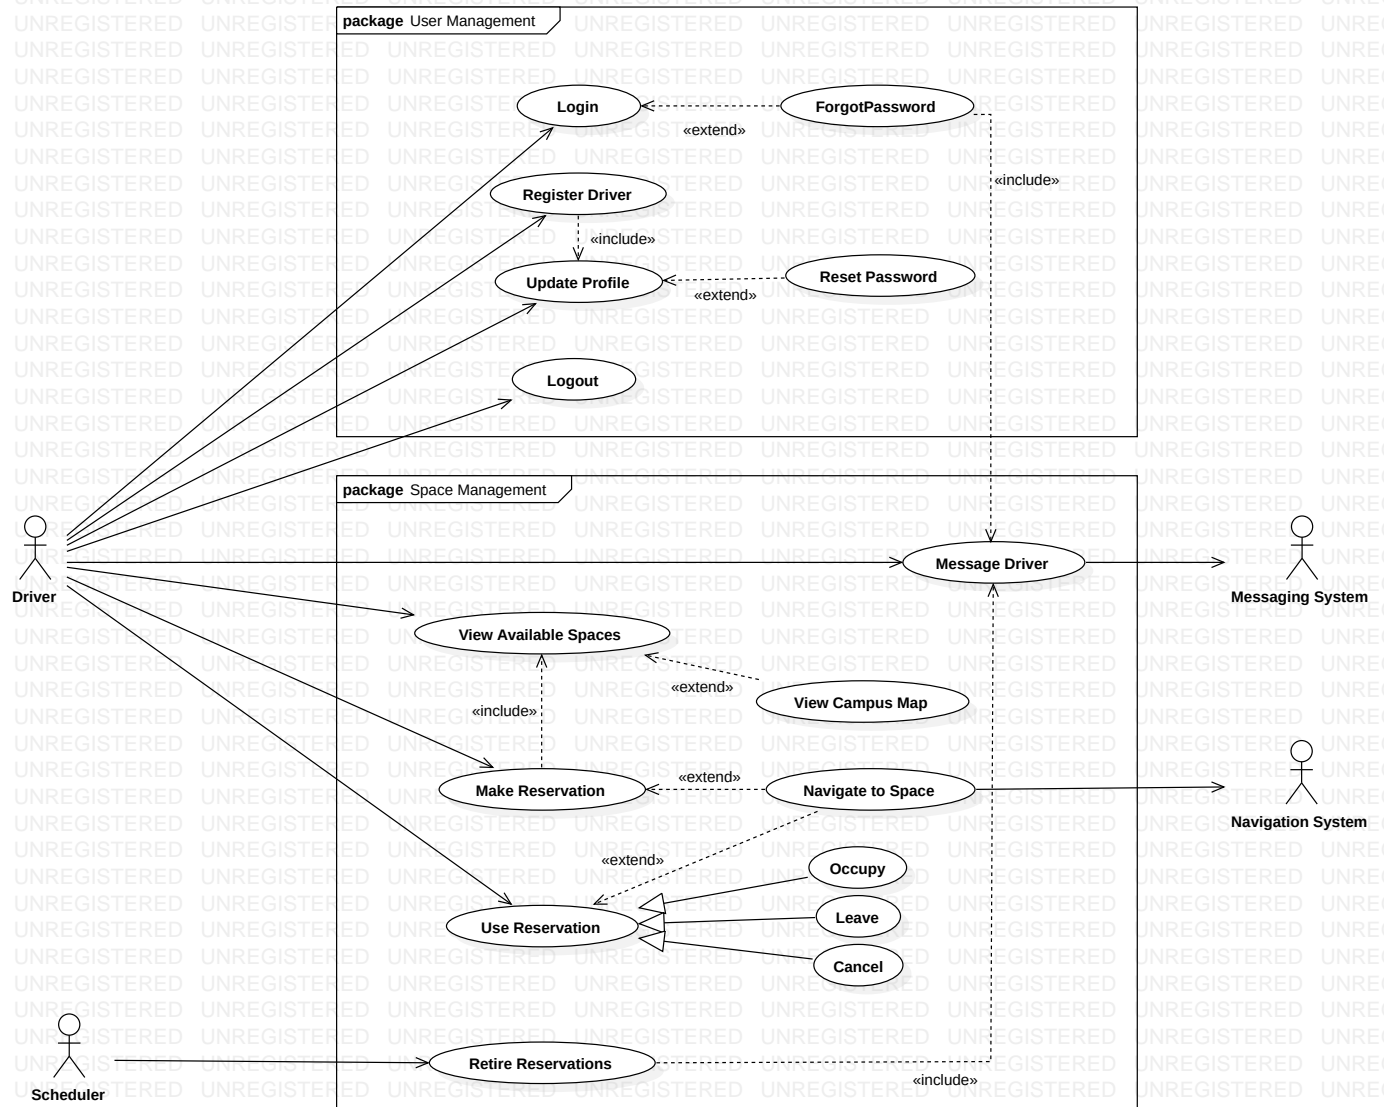 package User Management
Login
ForgotPassword
«extend»
«include»
Register Driver
«include»
Update Profile
Reset Password
«extend»
Logout
package Space Management
Driver
Message Driver
Messaging System
View Available Spaces
«extend»
View Campus Map
«include»
Make Reservation
«extend»
Navigate to Space
Navigation System
«extend»
Occupy
Use Reservation
Leave
Cancel
Scheduler
Retire Reservations
«include»
UNREGISTERED